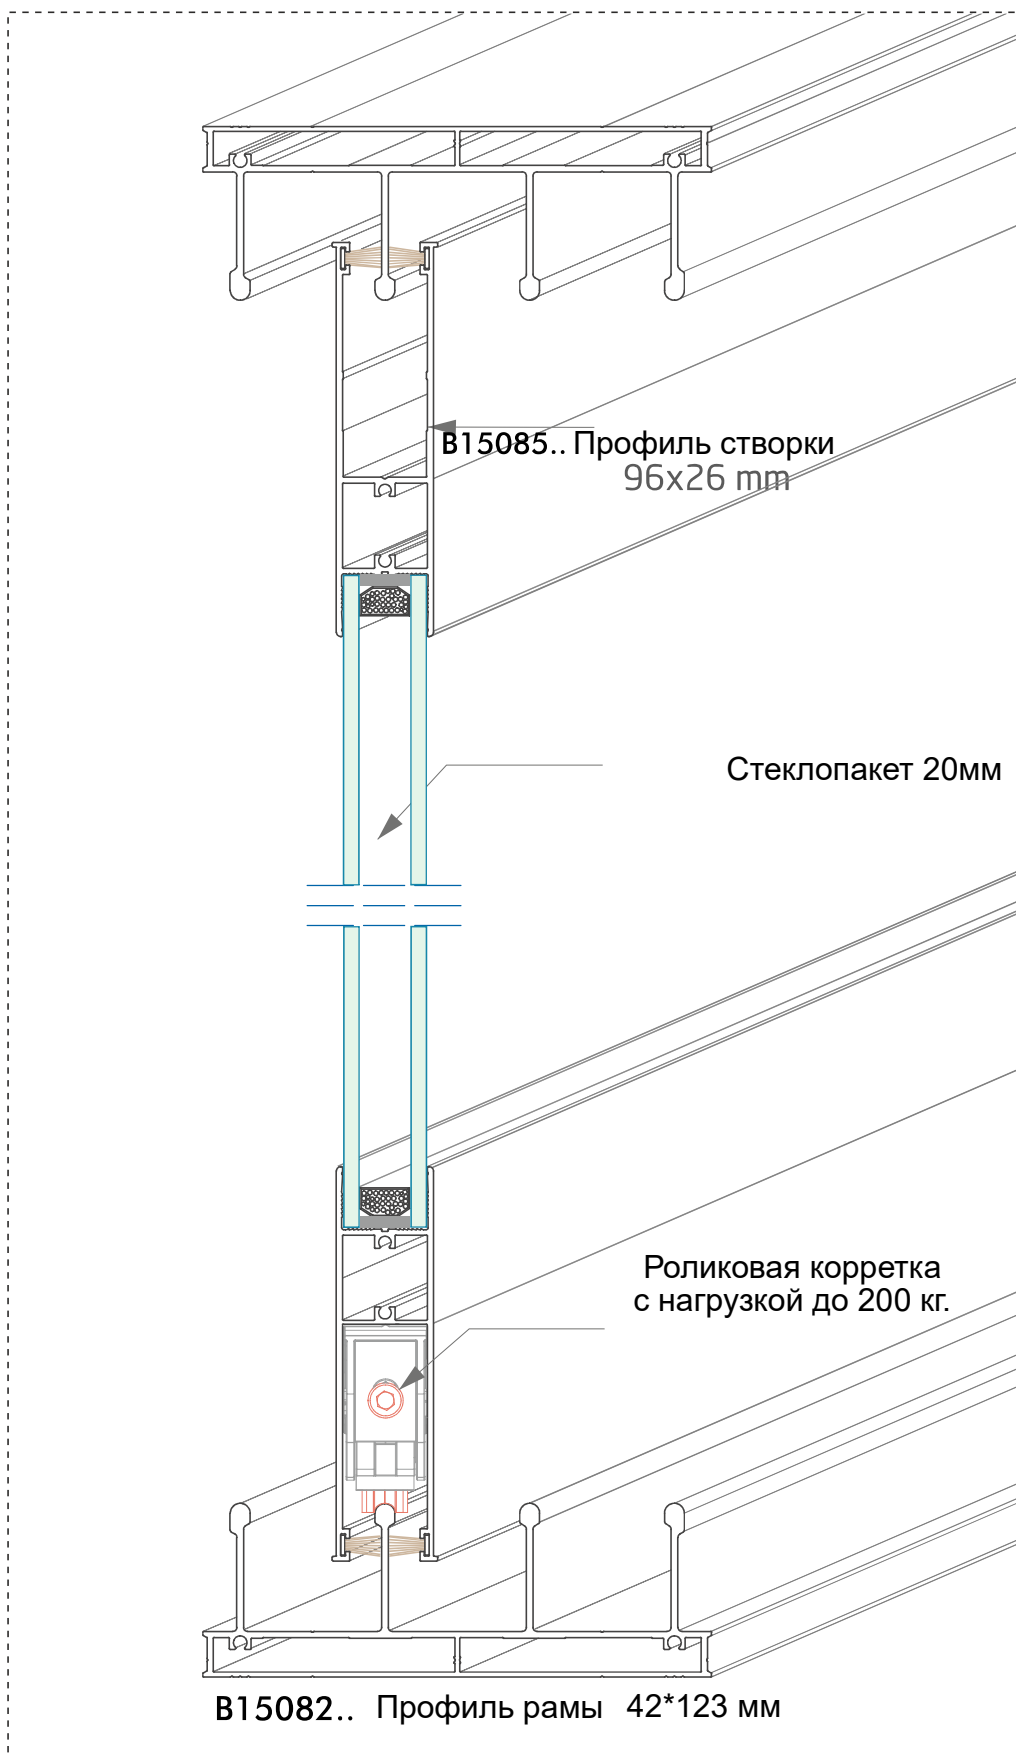 B15085.. Профиль створки
96x26 mm
Стеклопакет 20мм
Роликовая корретка
с нагрузкой до 200 кг.
B15082.. Профиль рамы 42*123 мм